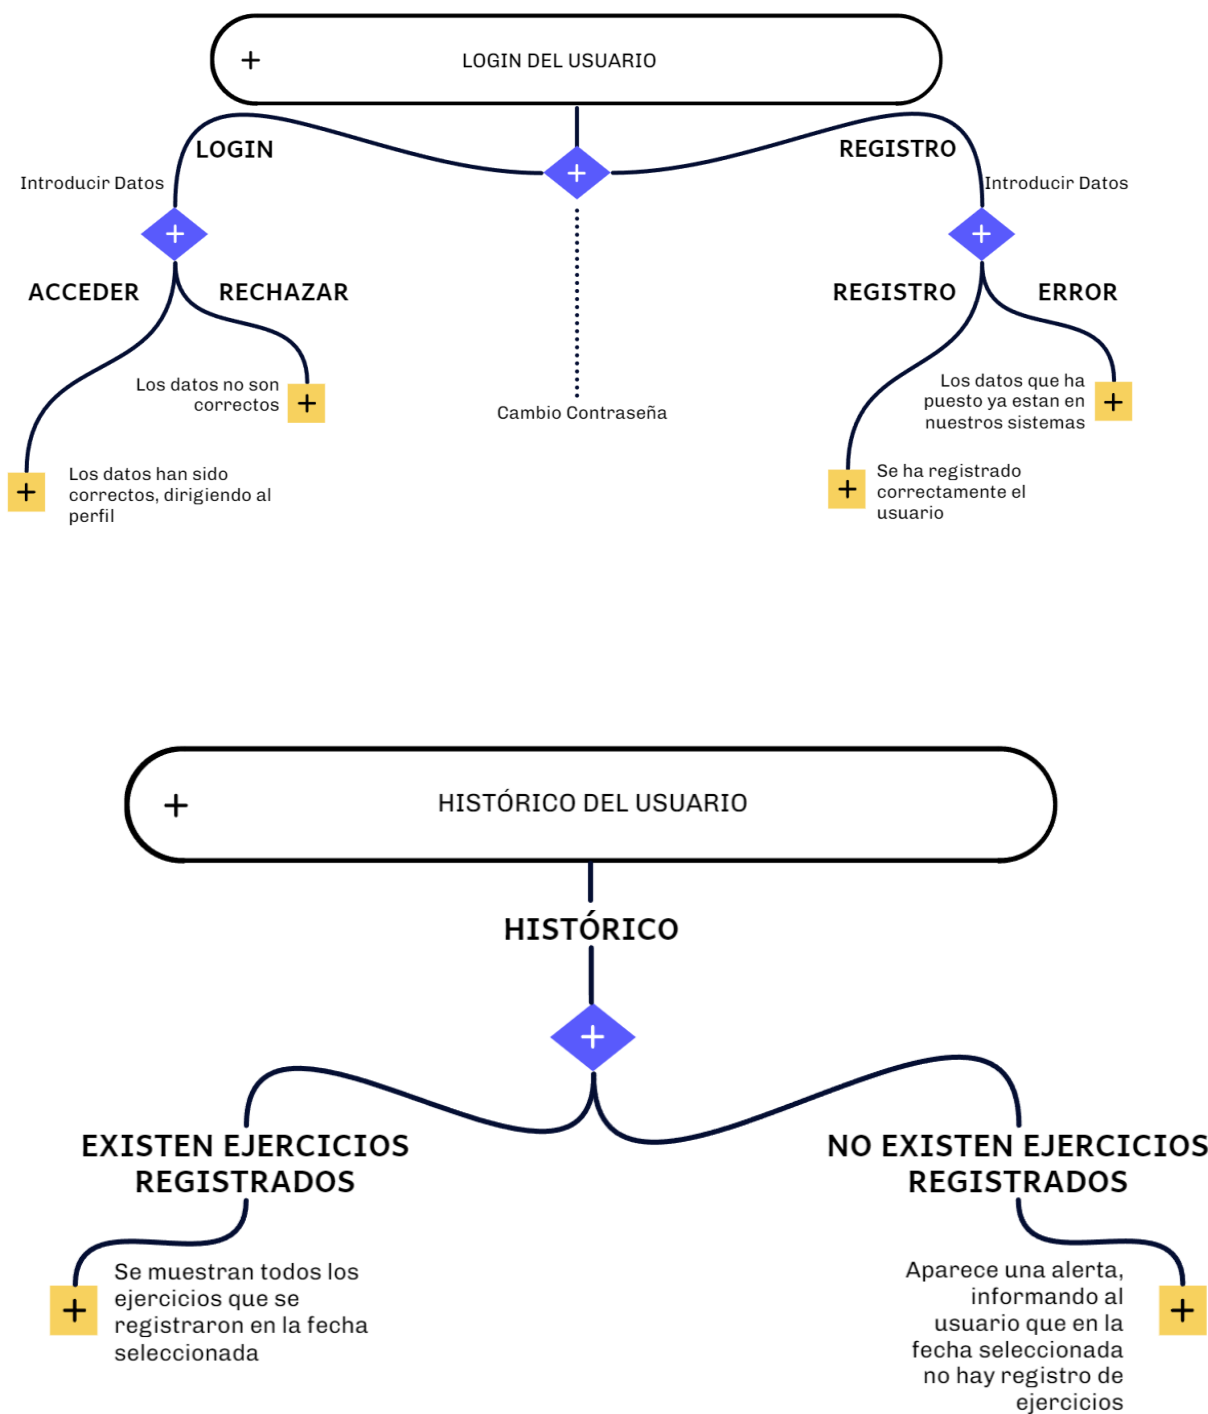 LOGIN DEL USUARIO
LOGIN
REGISTRO
Introducir Datos
Introducir Datos
ACCEDER
RECHAZAR
REGISTRO
ERROR
Los datos no son
correctos
Los datos que ha
puesto ya estan en
nuestros sistemas
Cambio Contraseña
Los datos han sido
correctos, dirigiendo al
perfil
Se ha registrado
correctamente el
usuario
HISTÓRICO DEL USUARIO
HISTÓRICO
EXISTEN EJERCICIOS
REGISTRADOS
NO EXISTEN EJERCICIOS
REGISTRADOS
Se muestran todos los
ejercicios que se
registraron en la fecha
seleccionada
Aparece una alerta,
informando al
usuario que en la
fecha seleccionada
no hay registro de
ejercicios